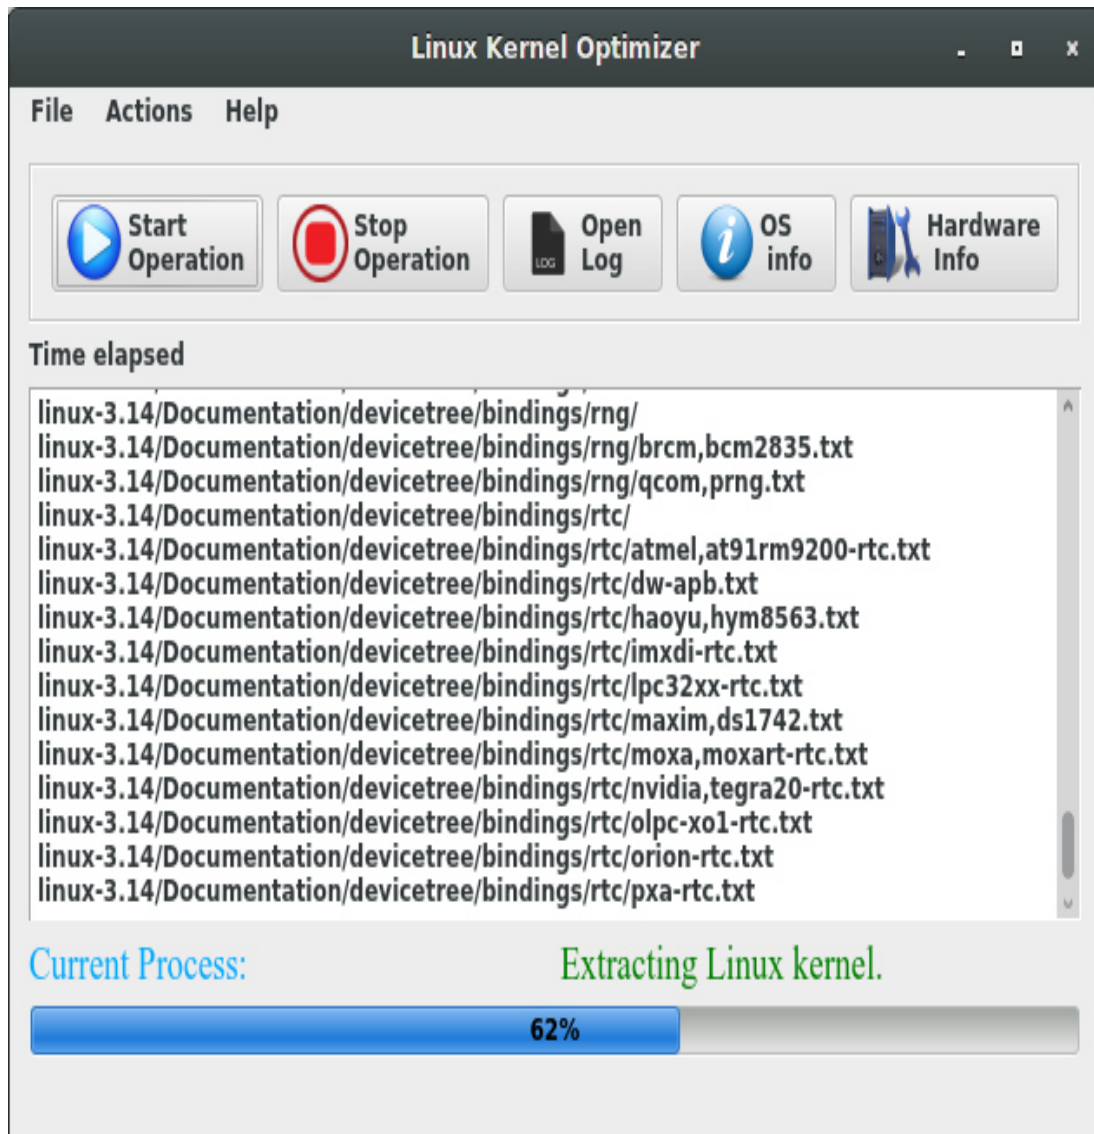 Linux Kernel Optimizer
File Actions Help
Start Operation
Stop Operation
LOG
Open Log
OS info
Hardware Info
Time elapsed
linux-3.14/Documentation/devicetree/bindings/rng/
linux-3.14/Documentation/devicetree/bindings/rng/brcm,bcm2835.txt
linux-3.14/Documentation/devicetree/bindings/rng/qcom,prng.txt
linux-3.14/Documentation/devicetree/bindings/rtc/
linux-3.14/Documentation/devicetree/bindings/rtc/atmel,at91rm9200-rtc.txt
linux-3.14/Documentation/devicetree/bindings/rtc/dw-apb.txt
linux-3.14/Documentation/devicetree/bindings/rtc/haoyu,hym8563.txt
linux-3.14/Documentation/devicetree/bindings/rtc/imxdi-rtc.txt
linux-3.14/Documentation/devicetree/bindings/rtc/lpc32xx-rtc.txt
linux-3.14/Documentation/devicetree/bindings/rtc/maxim,ds1742.txt
linux-3.14/Documentation/devicetree/bindings/rtc/moxa,moxart-rtc.txt
linux-3.14/Documentation/devicetree/bindings/rtc/nvidia,tegra20-rtc.txt
linux-3.14/Documentation/devicetree/bindings/rtc/olpc-xo1-rtc.txt
linux-3.14/Documentation/devicetree/bindings/rtc/orion-rtc.txt
linux-3.14/Documentation/devicetree/bindings/rtc/pxa-rtc.txt
Current Process: Extracting Linux kernel.
62%